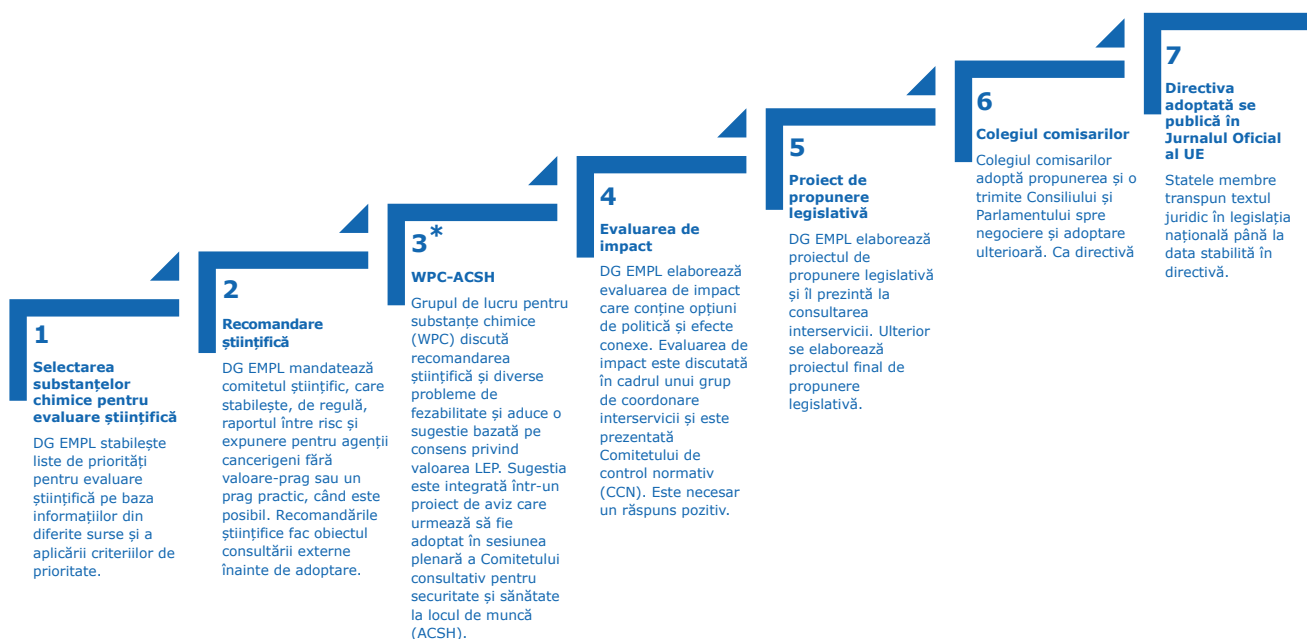 1
Selectarea
substanțelor
chimice pentru
evaluare științifică
DG EMPL stabilește
liste de priorități
pentru evaluare
științifică pe baza
informațiilor din
diferite surse și a
aplicării criteriilor de
prioritate.
2
Recomandare
științifică
DG EMPL mandatează
comitetul științific, care
stabilește, de regulă,
raportul între risc și
expunere pentru agenții
cancerigeni fără
valoare-prag sau un
prag practic, când este
posibil. Recomandările
științifice fac obiectul
consultării externe
înainte de adoptare.
3*
WPC-ACSH
Grupul de lucru pentru
substanțe chimice
(WPC) discută
recomandarea
științifică și diverse
probleme de
fezabilitate și aduce o
sugestie bazată pe
consens privind
valoarea LEP. Sugestia
este integrată într-un
proiect de aviz care
urmează să fie
adoptat în sesiunea
plenară a Comitetului
consultativ pentru
securitate și sănătate
la locul de muncă
(ACSH).
4
Evaluarea de
impact
DG EMPL elaborează
evaluarea de impact
care conține opțiuni
de politică și efecte
conexe. Evaluarea de
impact este discutată
în cadrul unui grup
de coordonare
interservicii și este
prezentată
Comitetului de
control normativ
(CCN). Este necesar
un răspuns pozitiv.
5
Proiect de
propunere
legislativă
DG EMPL elaborează
proiectul de
propunere legislativă
și îl prezintă la
consultarea
interservicii. Ulterior
se elaborează
proiectul final de
propunere
legislativă.
6
Colegiul comisarilor
Colegiul comisarilor
adoptă propunerea și o
trimite Consiliului și
Parlamentului spre
negociere și adoptare
ulterioară. Ca directivă
7
Directiva
adoptată se
publică în
Jurnalul Oficial
al UE
Statele membre
transpun textul
juridic în legislația
națională până la
data stabilită în
directivă.